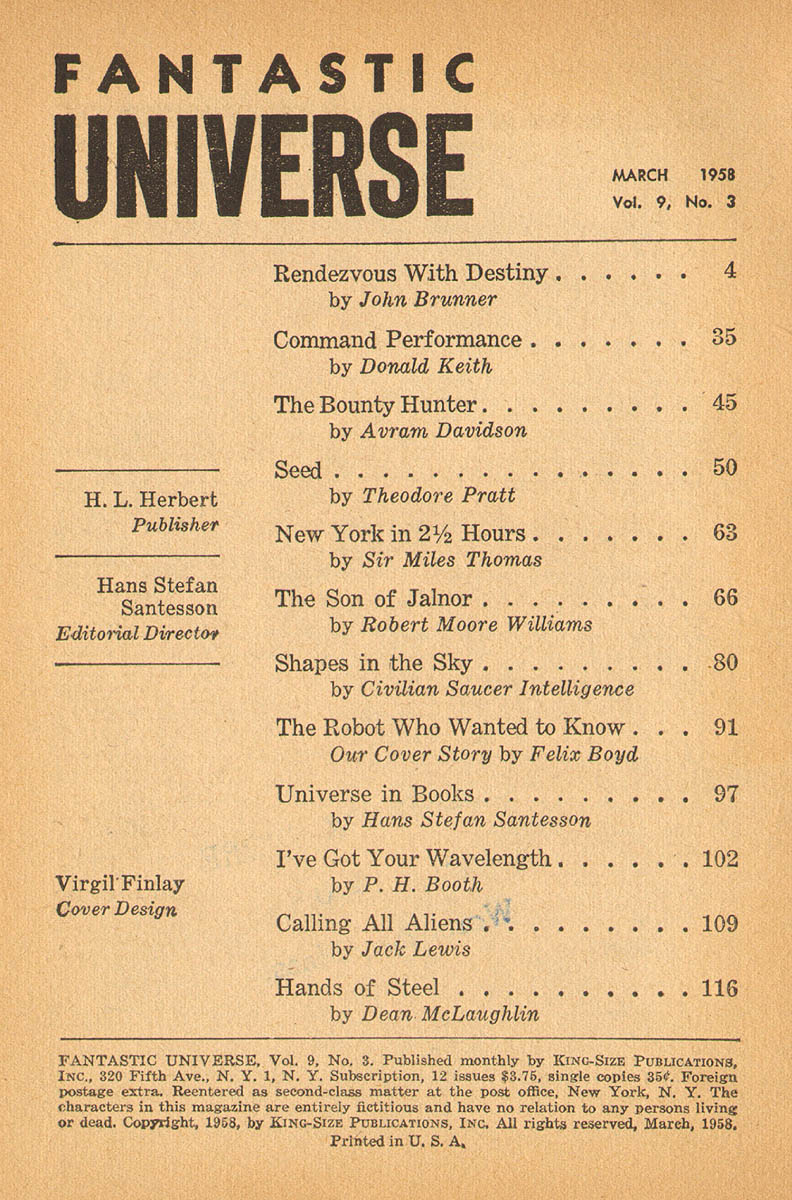 FANTASTIC
UNIVERSE
MARCH 1958
Vol. 9, No. 3
Rendezvous With Destiny . . . . . . 4
by John Brunner
Command Performance . . . . . . . 35
by Donald Keith
The Bounty Hunter . . . . . . . . . 45
by Avram Davidson
Seed . . . . . . . . . . . . . . . 50
by Theodore Pratt
New York in 2½ Hours . . . . . . . 63
by Sir Miles Thomas
The Son of Jalnor . . . . . . . . . 66
by Robert Moore Williams
Shapes in the Sky . . . . . . . . . 80
by Civilian Saucer Intelligence
The Robot Who Wanted to Know . . . 91
Our Cover Story by Felix Boyd
Universe in Books . . . . . . . . . 97
by Hans Stefan Santesson
I've Got Your Wavelength . . . . . . 102
by P. H. Booth
Calling All Aliens . . . . . . . . . 109
by Jack Lewis
Hands of Steel . . . . . . . . . . 116
by Dean McLaughlin
H. L. Herbert
Publisher
Hans Stefan
Santesson
Editorial Director
Virgil Finlay
Cover Design
FANTASTIC UNIVERSE, Vol. 9, No. 3. Published monthly by KING-SIZE PUBLICATIONS,
INC., 320 Fifth Ave., N. Y. 1, N. Y. Subscription, 12 issues $3.75, single copies 35¢. Foreign
postage extra. Reentered as second-class matter at the post office, New York, N. Y. The
characters in this magazine are entirely fictitious and have no relation to any persons living
or dead. Copyright, 1958, by KING-SIZE PUBLICATIONS, INC. All rights reserved, March, 1958.
Printed in U. S. A.